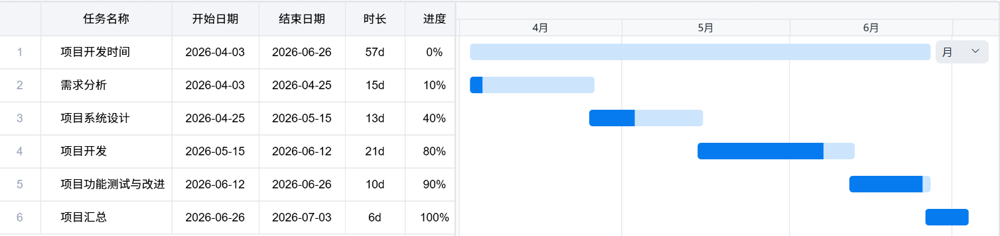 任务名称 开始日期 结束日期 时长 进度
4月 5月 6月
1 项目开发时间 2026-04-03 2026-06-26 57d 0% 月
2 需求分析 2026-04-03 2026-04-25 15d 10%
3 项目系统设计 2026-04-25 2026-05-15 13d 40%
4 项目开发 2026-05-15 2026-06-12 21d 80%
5 项目功能测试与改进 2026-06-12 2026-06-26 10d 90%
6 项目汇总 2026-06-26 2026-07-03 6d 100%